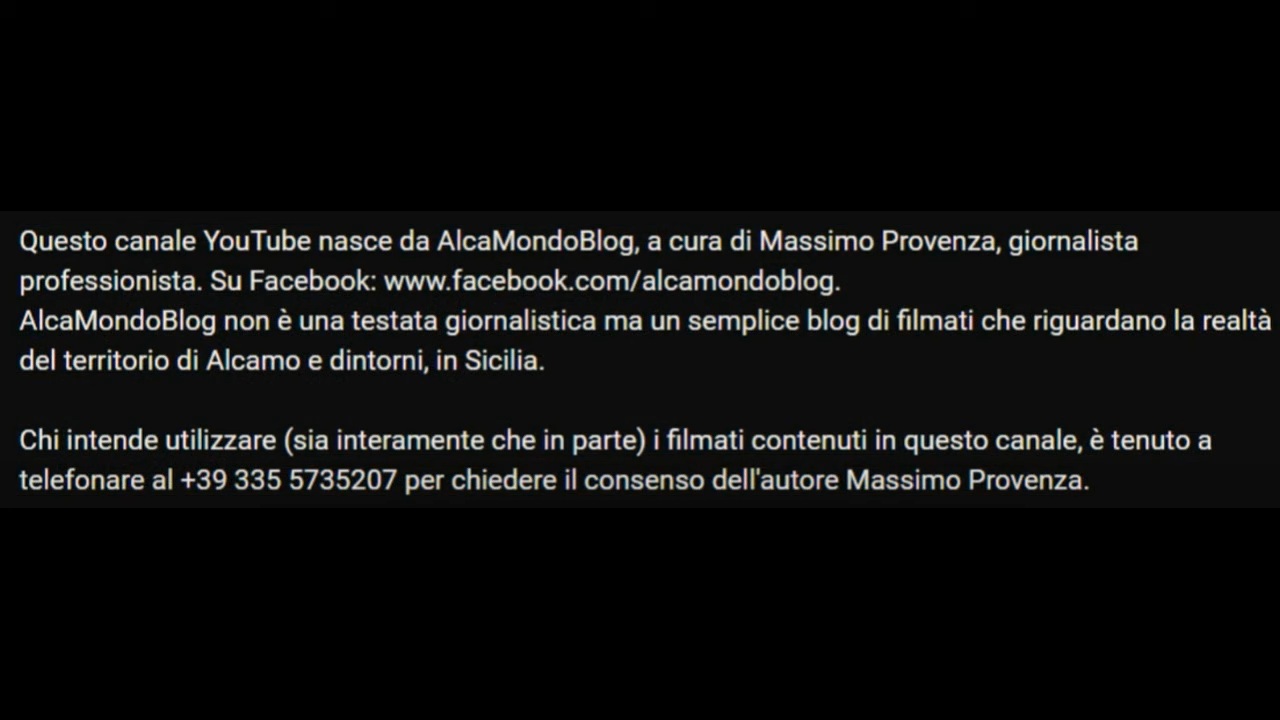 Questo canale YouTube nasce da AlcaMondoBlog, a cura di Massimo Provenza, giornalista
professionista. Su Facebook: www.facebook.com/alcamondoblog.
AlcaMondoBlog non è una testata giornalistica ma un semplice blog di filmati che riguardano la realtà
del territorio di Alcamo e dintorni, in Sicilia.
Chi intende utilizzare (sia interamente che in parte) i filmati contenuti in questo canale, è tenuto a
telefonare al +39 335 5735207 per chiedere il consenso dell'autore Massimo Provenza.